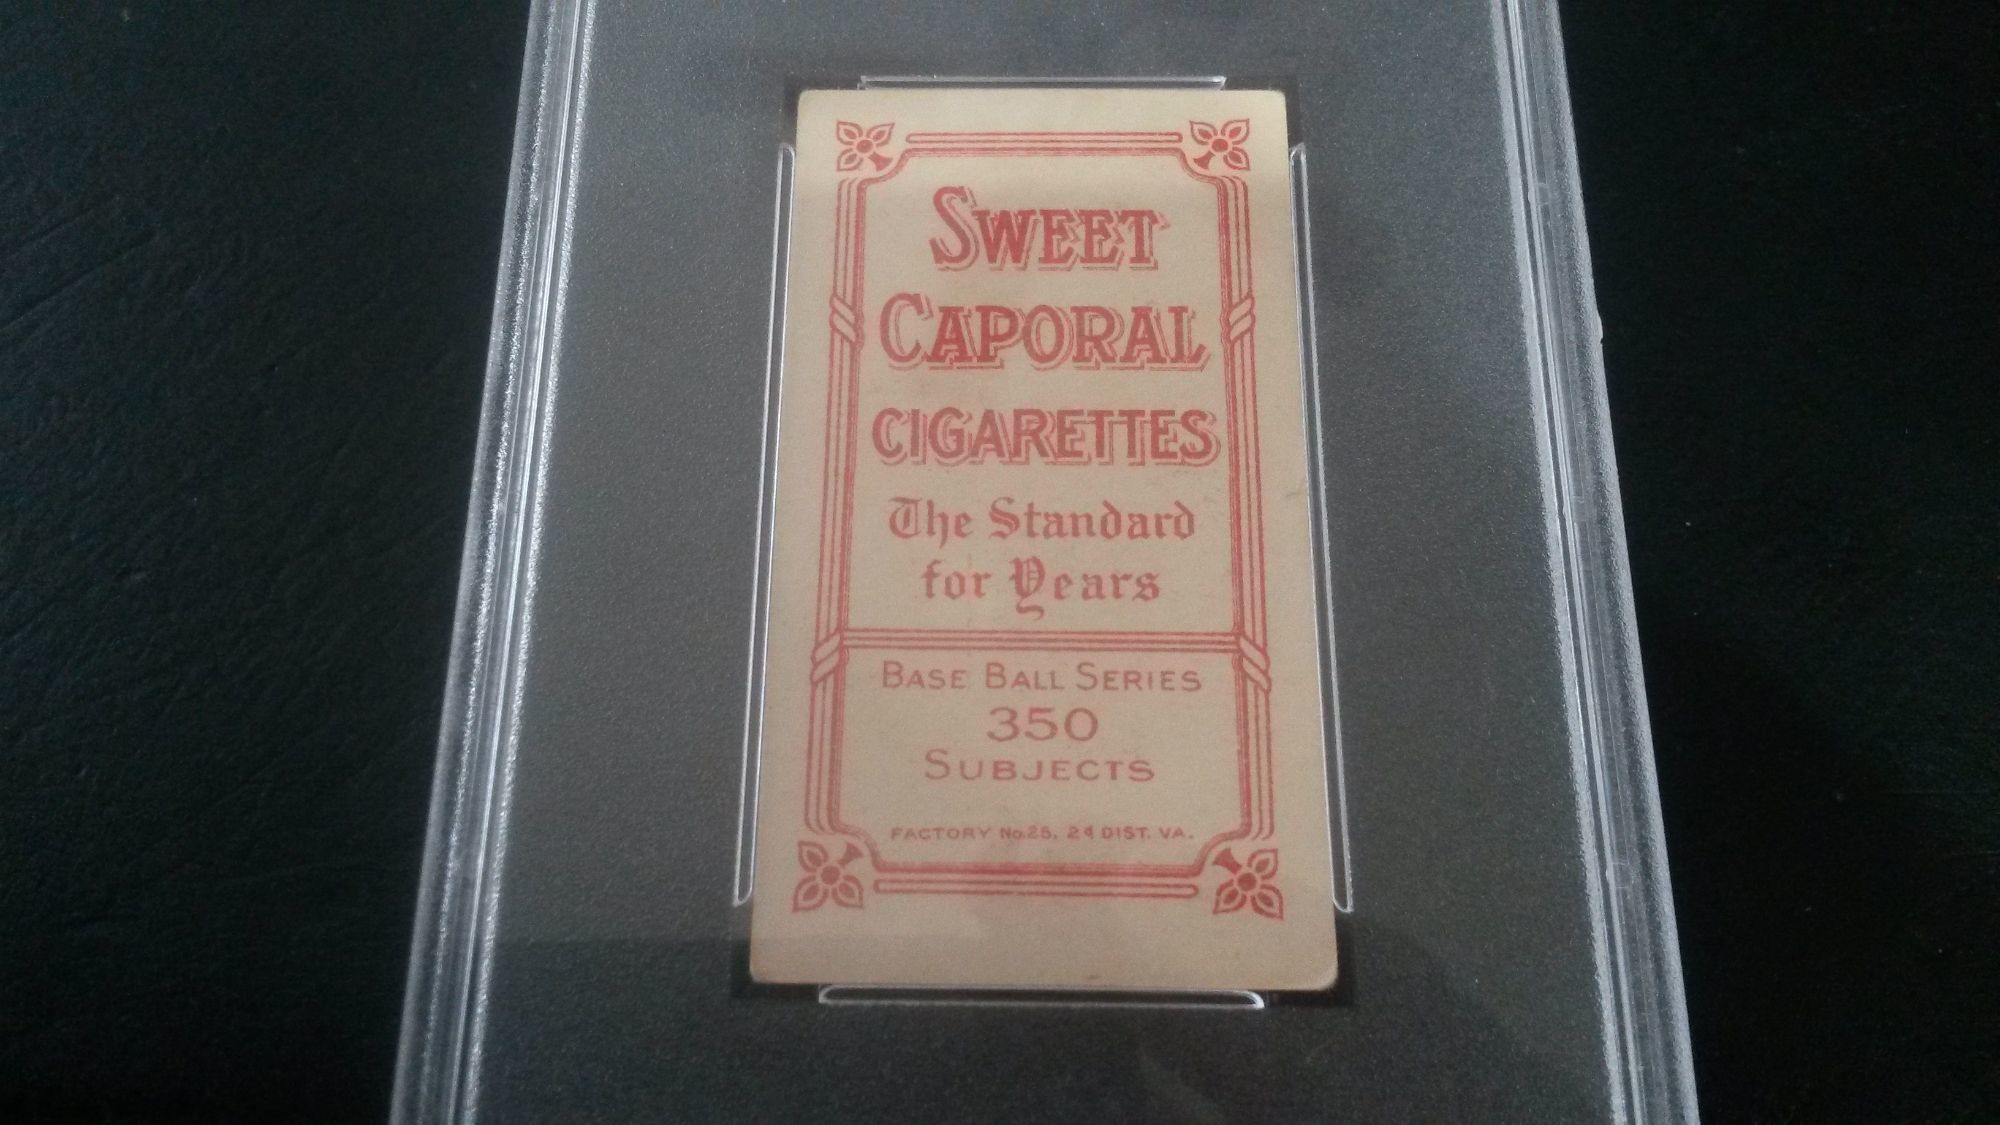 SWEET
CAPORAL
CIGARETTES
The Standard
for Years
BASE BALL SERIES
350
SUBJECTS
FACTORY No. 25, 2d DIST. VA.